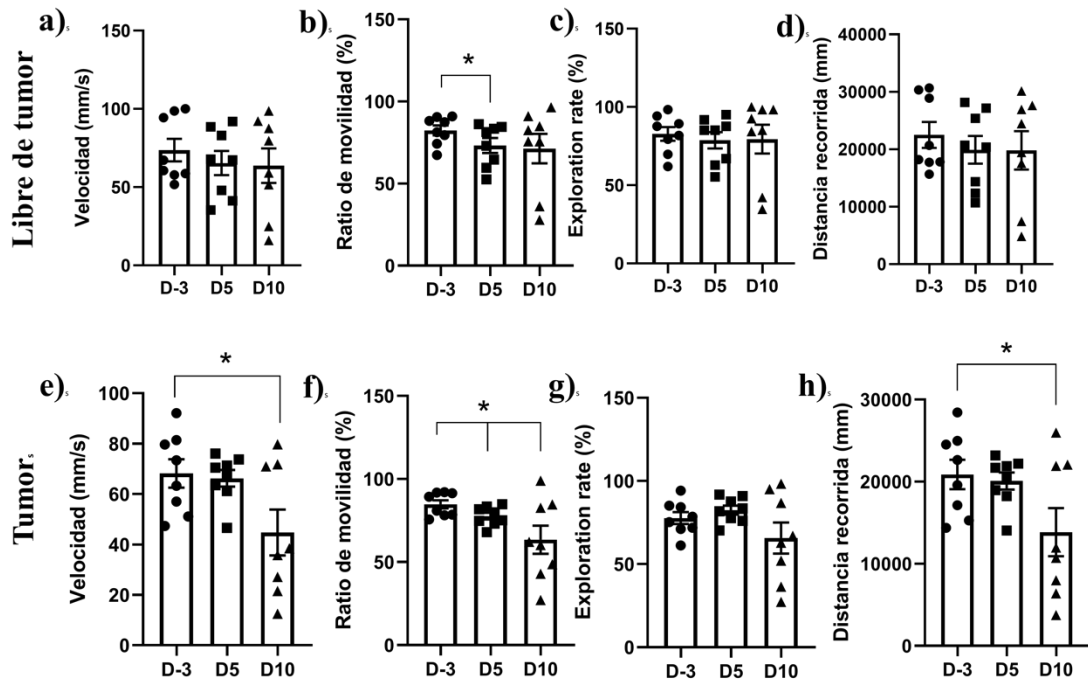 Libre de tumor
a)s
Velocidad (mm/s)
150
100
50
0
D-3 D5 D10
b)s
Ratio de movilidad (%)
150
100
50
0
*
D-3 D5 D10
c)s
Exploration rate (%)
150
100
50
0
D-3 D5 D10
d)s
Distancia recorrida (mm)
40000
30000
20000
10000
0
D-3 D5 D10
Tumors
e)s
Velocidad (mm/s)
100
80
60
40
20
0
*
D-3 D5 D10
f)s
Ratio de movilidad (%)
150
100
50
0
*
D-3 D5 D10
g)s
Exploration rate (%)
150
100
50
0
D-3 D5 D10
h)s
Distancia recorrida (mm)
30000
20000
10000
0
*
D-3 D5 D10